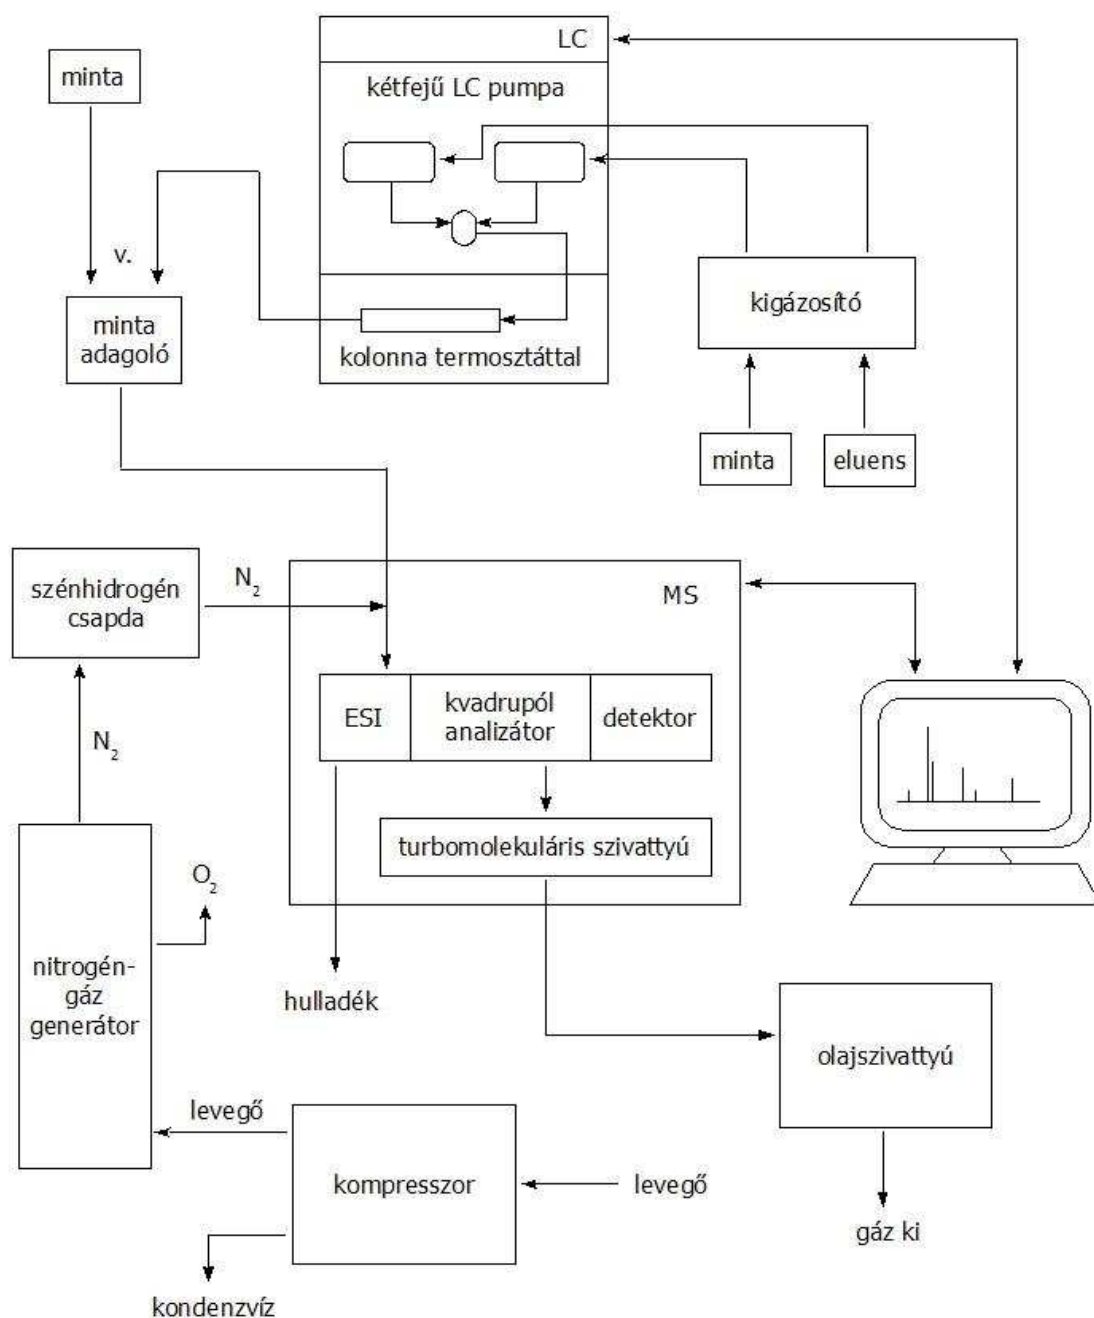 LC
minta
kétfejű LC pumpa
v.
minta
adagoló
kigázosító
kolonna termosztáttal
minta
eluens
szénhidrogén
csapda
N2
MS
ESI
kvadrupól
analizátor
detektor
N2
turbomolekuláris szivattyú
O2
nitrogén-
gáz
generátor
hulladék
olajszivattyú
levegő
kompresszor
levegő
gáz ki
kondenzvíz